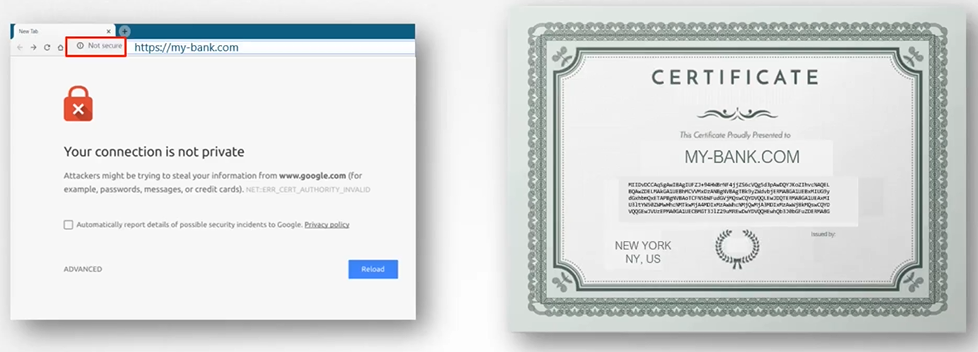 New Tab
Not secure
https://my-bank.com
Your connection is not private
Attackers might be trying to steal your information from www.google.com (for
example, passwords, messages, or credit cards). NET:ERR_CERT_AUTHORITY_INVALID
Automatically report details of possible security incidents to Google. Privacy policy
ADVANCED
Reload
CERTIFICATE
This Certificate Proudly Presented to
MY-BANK.COM
Issued by:
NEW YORK
NY, US